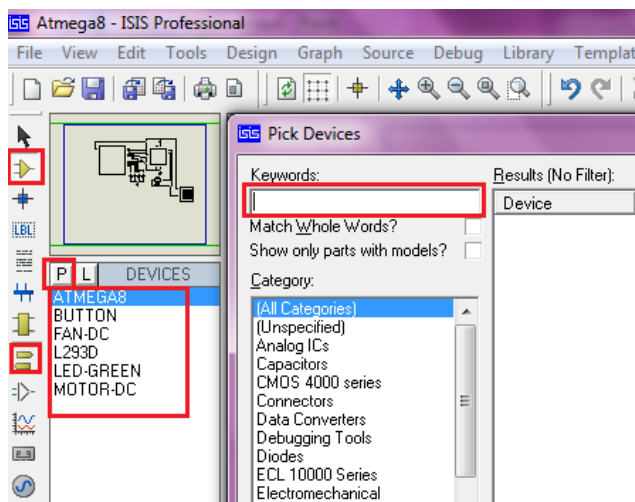 isis Atmega8 - ISIS Professional
File View Edit Tools Design Graph Source Debug Library Templat
isis Pick Devices
Keywords:
Results (No Filter):
Device
Match Whole Words?
Show only parts with models?
LBL
P L DEVICES
Category:
ATMEGA8
BUTTON
FAN-DC
L293D
LED-GREEN
MOTOR-DC
(All Categories)
(Unspecified)
Analog ICs
Capacitors
CMOS 4000 series
Connectors
Data Converters
Debugging Tools
Diodes
ECL 10000 Series
Electromechanical